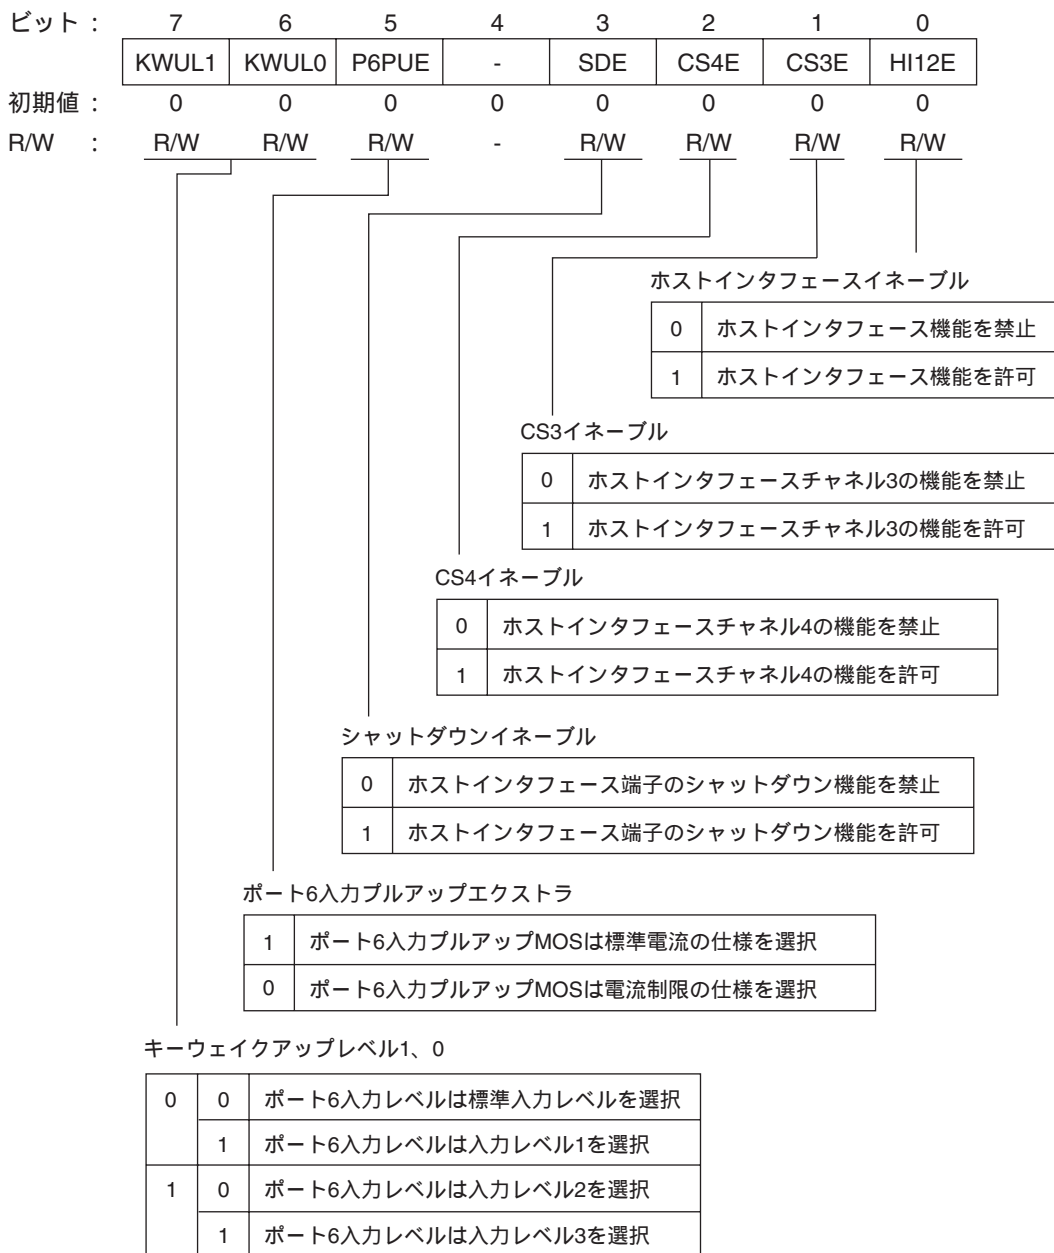 ビット： 7 6 5 4 3 2 1 0
KWUL1 KWUL0 P6PUE - SDE CS4E CS3E HI12E
初期値： 0 0 0 0 0 0 0 0
R/W ： R/W R/W R/W - R/W R/W R/W R/W
ホストインタフェースイネーブル
0 ホストインタフェース機能を禁止
1 ホストインタフェース機能を許可
CS3イネーブル
0 ホストインタフェースチャネル3の機能を禁止
1 ホストインタフェースチャネル3の機能を許可
CS4イネーブル
0 ホストインタフェースチャネル4の機能を禁止
1 ホストインタフェースチャネル4の機能を許可
シャットダウンイネーブル
0 ホストインタフェース端子のシャットダウン機能を禁止
1 ホストインタフェース端子のシャットダウン機能を許可
ポート6入力プルアップエクストラ
1 ポート6入力プルアップMOSは標準電流の仕様を選択
0 ポート6入力プルアップMOSは電流制限の仕様を選択
キーウェイクアップレベル1、0
0 0 ポート6入力レベルは標準入力レベルを選択
1 ポート6入力レベルは入力レベル1を選択
1 0 ポート6入力レベルは入力レベル2を選択
1 ポート6入力レベルは入力レベル3を選択